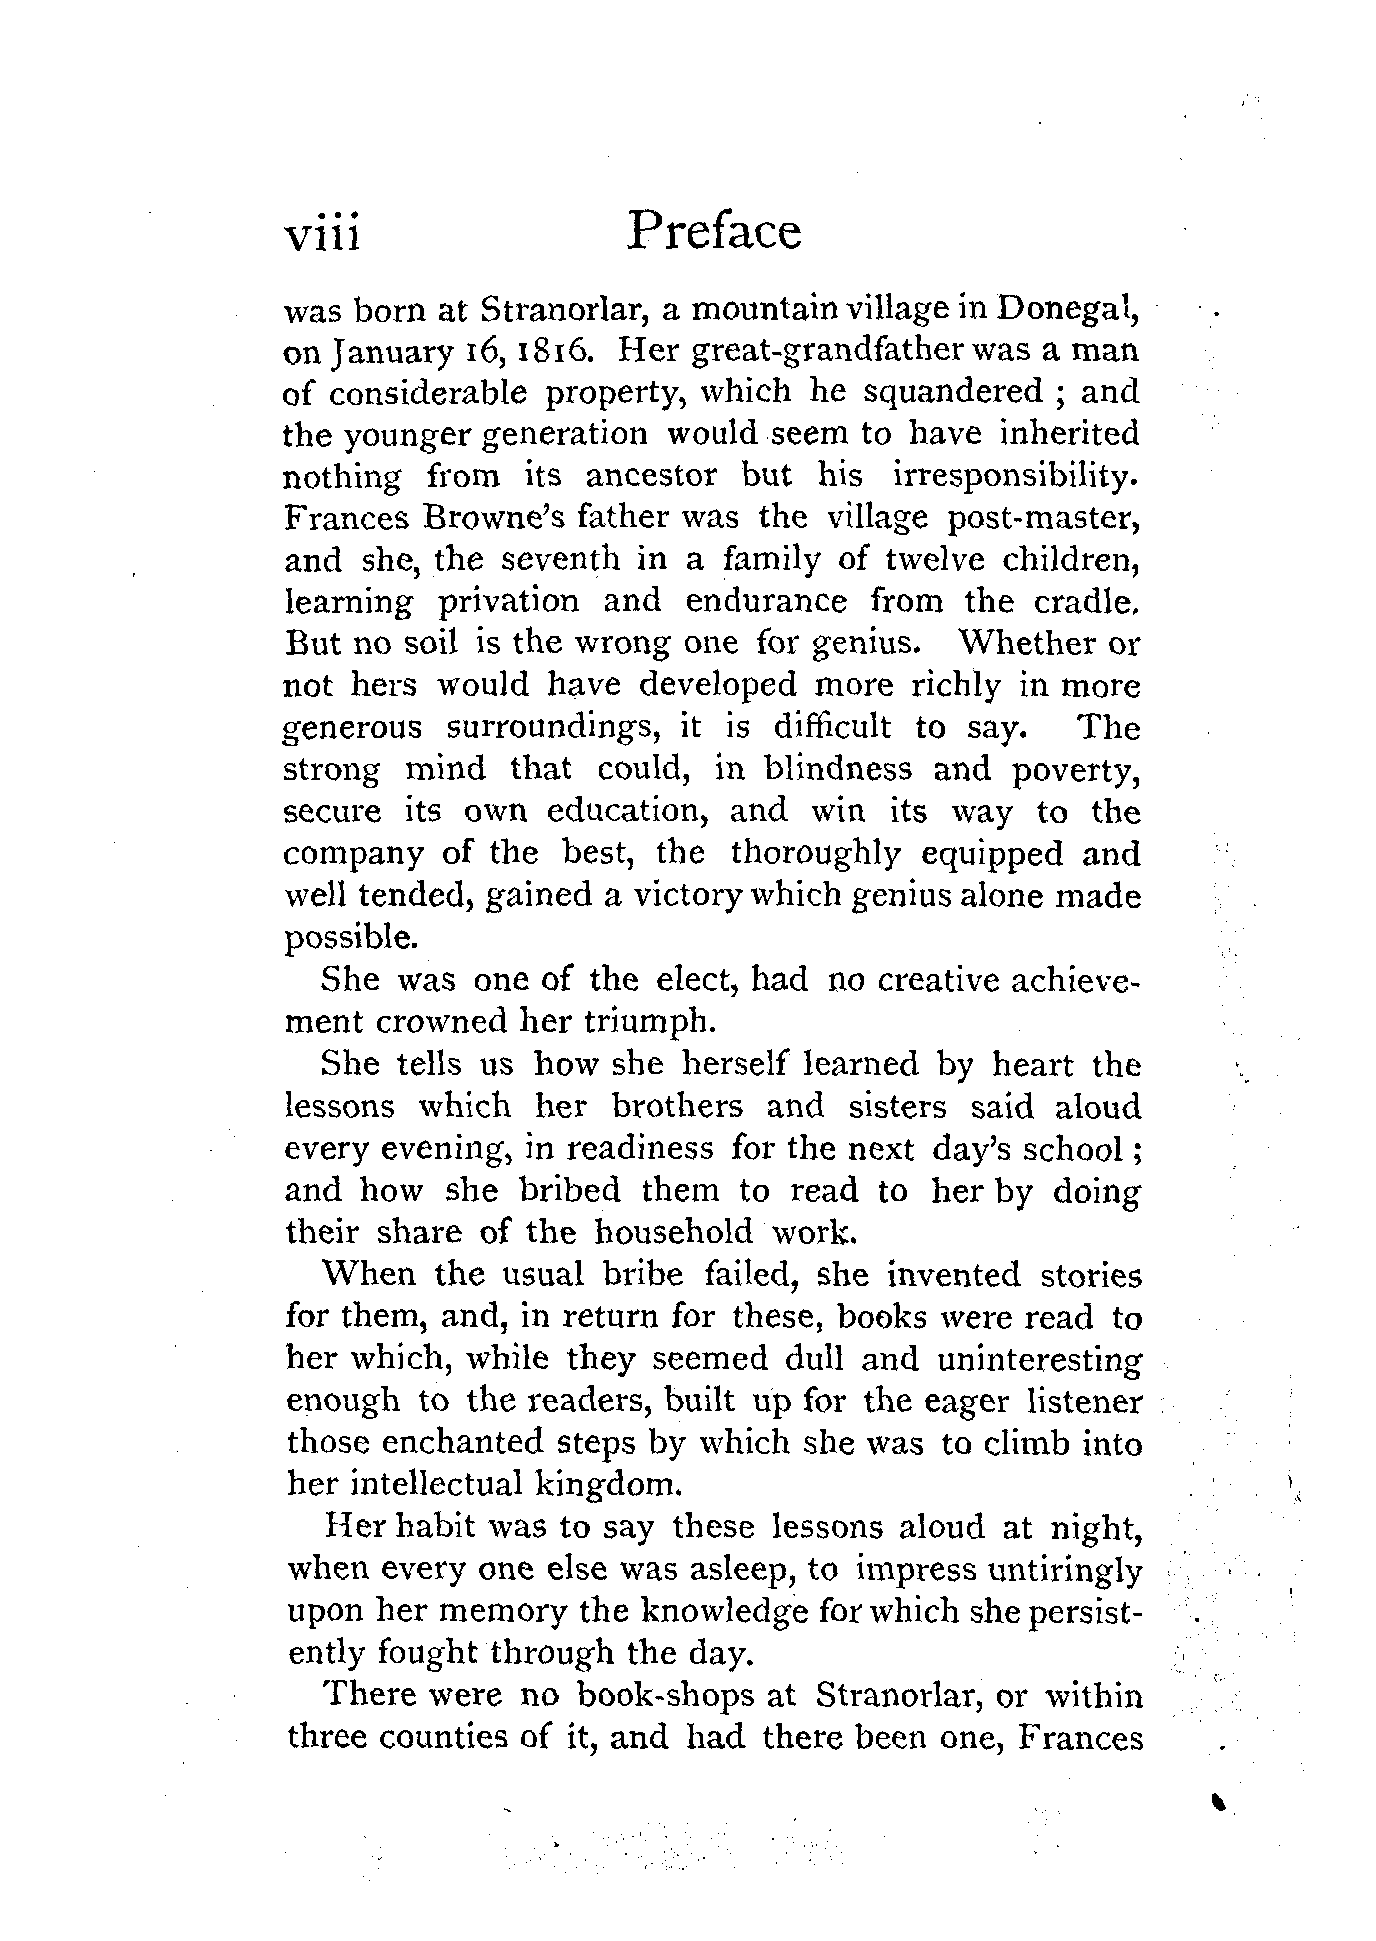 viii Preface
was born at Stranorlar, a mountain village in Donegal,
on January 16, 1816. Her great-grandfather was a man
of considerable property, which he squandered ; and
the younger generation would seem to have inherited
nothing from its ancestor but his irresponsibility.
Frances Browne's father was the village post-master,
and she, the seventh in a family of twelve children,
learning privation and endurance from the cradle.
But no soil is the wrong one for genius. Whether or
not hers would have developed more richly in more
generous surroundings, it is difficult to say. The
strong mind that could, in blindness and poverty,
secure its own education, and win its way to the
company of the best, the thoroughly equipped and
well tended, gained a victory which genius alone made
possible.
She was one of the elect, had no creative achieve-
ment crowned her triumph.
She tells us how she herself learned by heart the
lessons which her brothers and sisters said aloud
every evening, in readiness for the next day's school ;
and how she bribed them to read to her by doing
their share of the household work.
When the usual bribe failed, she invented stories
for them, and, in return for these, books were read to
her which, while they seemed dull and uninteresting
enough to the readers, built up for the eager listener
those enchanted steps by which she was to climb into
her intellectual kingdom.
Her habit was to say these lessons aloud at night,
when every one else was asleep, to impress untiringly
upon her memory the knowledge for which she persist-
ently fought through the day.
There were no book-shops at Stranorlar, or within
three counties of it, and had there been one, Frances